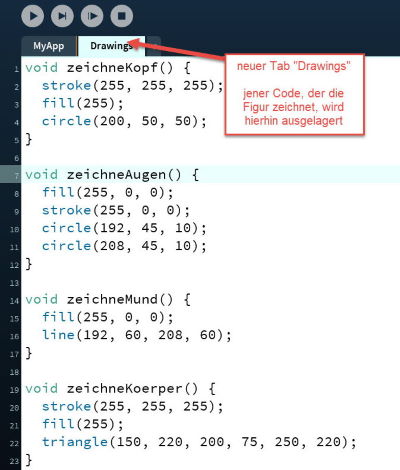 MyApp
Drawings
neuer Tab "Drawings"
jener Code, der die
Figur zeichnet, wird
hierhin ausgelagert
1 void zeichneKopf() {
2 stroke(255, 255, 255);
3 fill(255);
4 circle(200, 50, 50);
5 }
6
7 void zeichneAugen() {
8 fill(255, 0, 0);
9 stroke(255, 0, 0);
10 circle(192, 45, 10);
11 circle(208, 45, 10);
12 }
13
14 void zeichneMund() {
15 fill(255, 0, 0);
16 line(192, 60, 208, 60);
17 }
18
19 void zeichneKoerper() {
20 stroke(255, 255, 255);
21 fill(255);
22 triangle(150, 220, 200, 75, 250, 220);
23 }